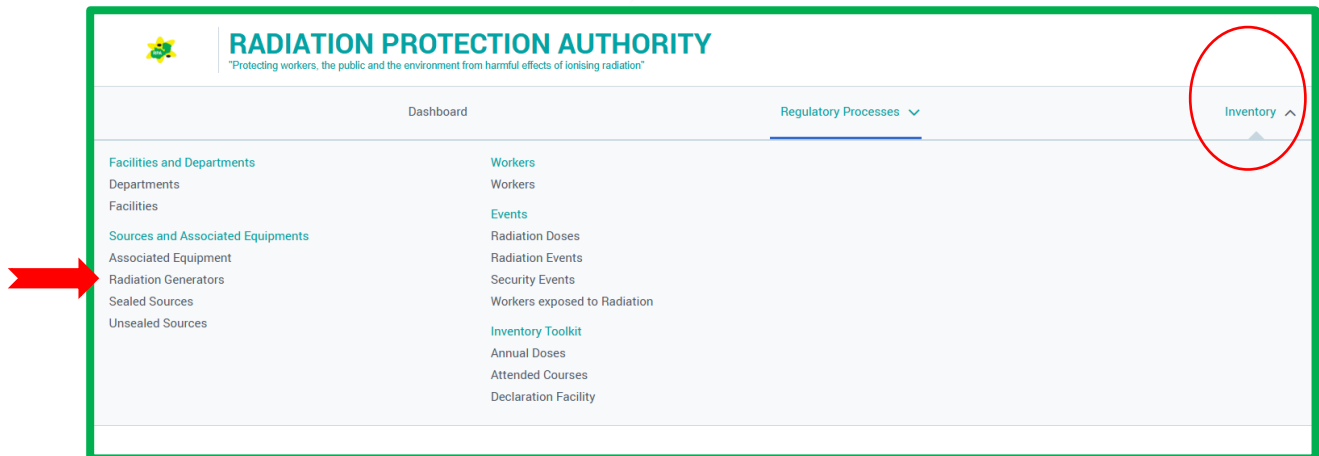 RADIATION PROTECTION AUTHORITY
"Protecting workers, the public and the environment from harmful effects of ionising radiation"
Dashboard
Regulatory Processes
Inventory
Facilities and Departments
Departments
Facilities
Sources and Associated Equipments
Associated Equipment
Radiation Generators
Sealed Sources
Unsealed Sources
Workers
Workers
Events
Radiation Doses
Radiation Events
Security Events
Workers exposed to Radiation
Inventory Toolkit
Annual Doses
Attended Courses
Declaration Facility